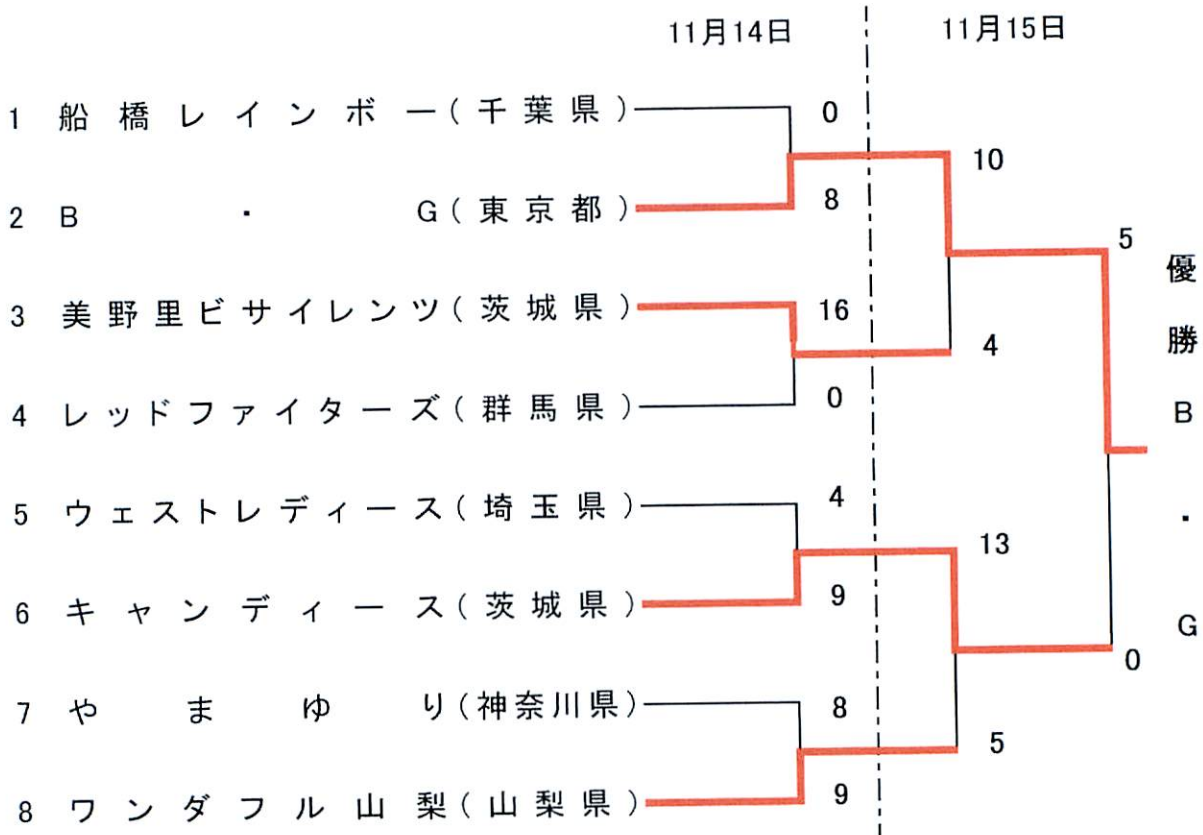 11月14日 11月15日
1 船橋レインボー(千葉県)
0
10
2 B・G(東京都)
8
5
3 美野里ビサイレンツ(茨城県)
16
4
4 レッドファイターズ(群馬県)
0
5 ウェストレディース(埼玉県)
4
13
6 キャンディース(茨城県)
9
0
7 やまゆり(神奈川県)
8
5
8 ワンダフル山梨(山梨県)
9
優勝B・G